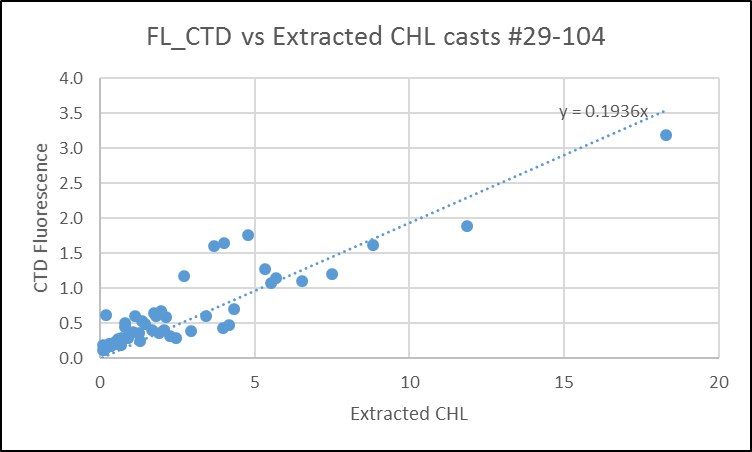 FL_CTD vs Extracted CHL casts #29-104
4.0
3.5
y = 0.1936x
3.0
2.5
CTD Fluorescence
2.0
1.5
1.0
0.5
0.0
0 5 10 15 20
Extracted CHL